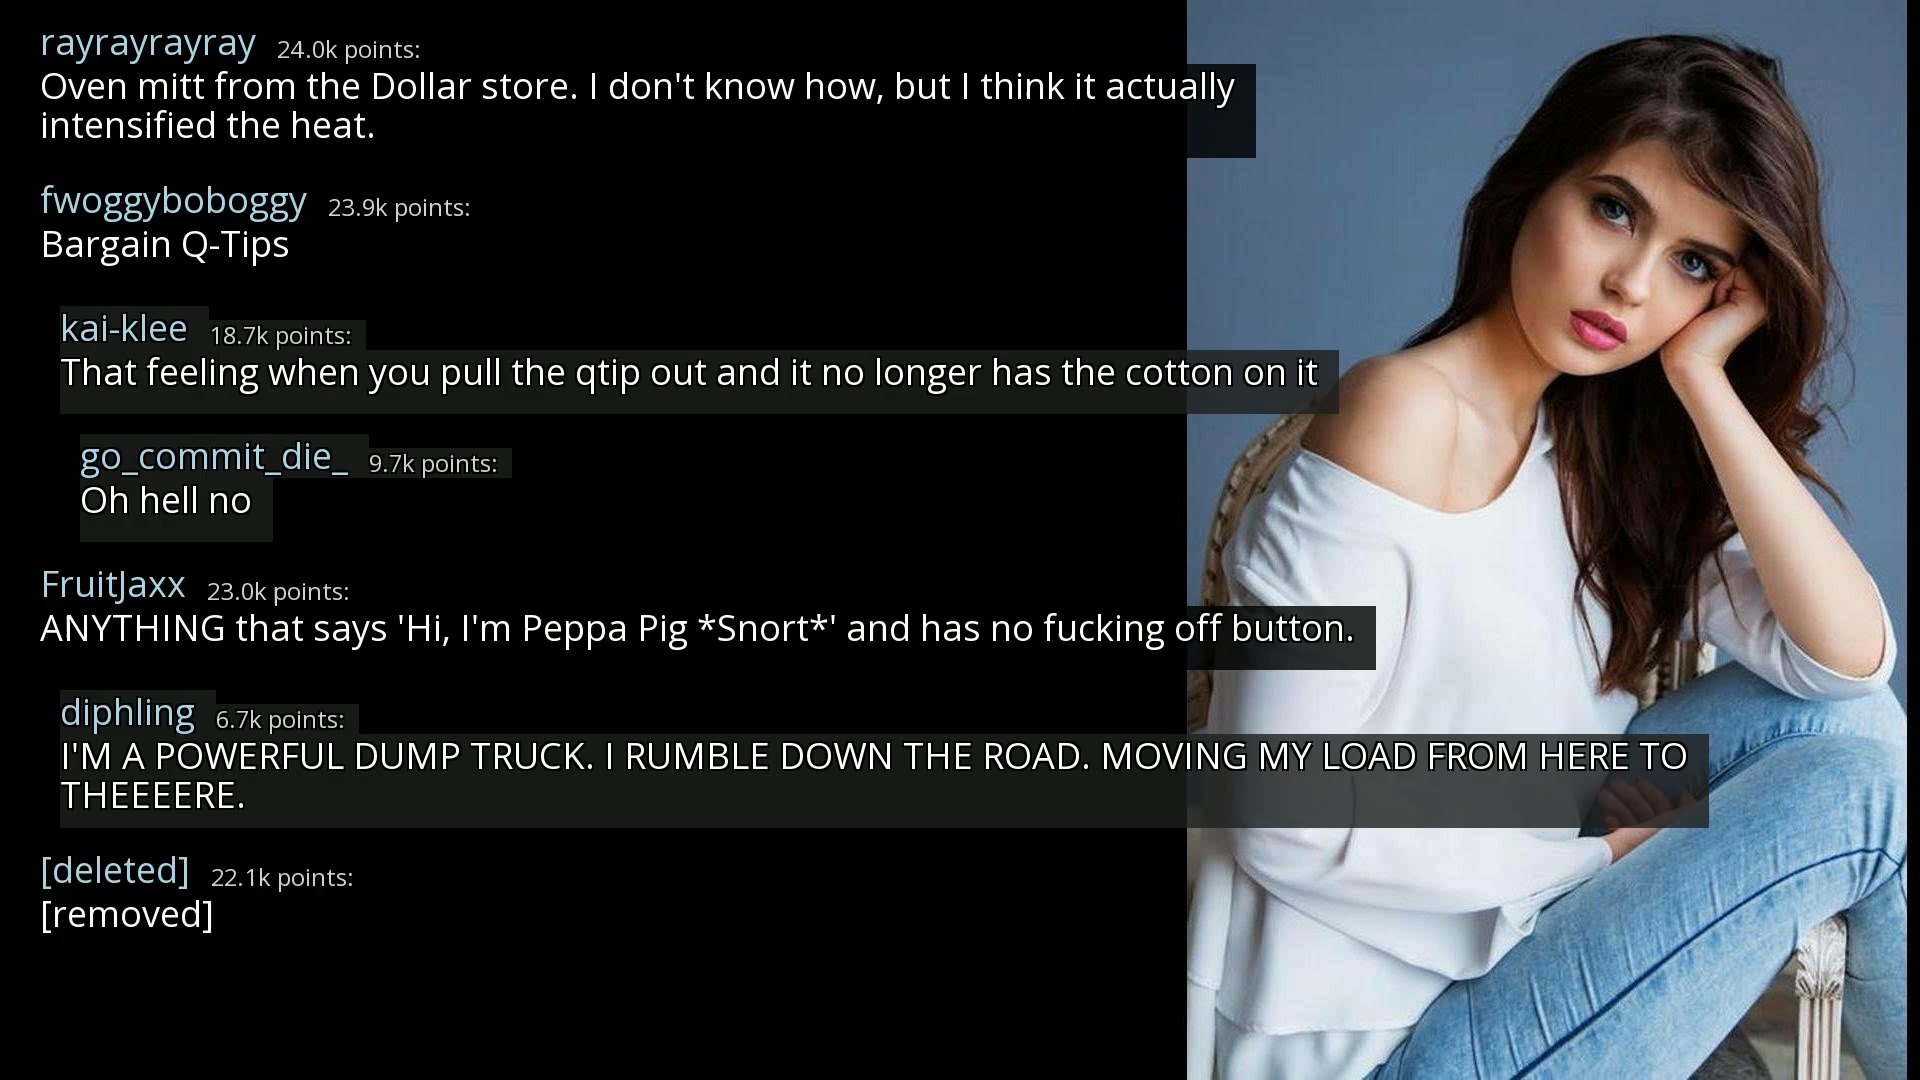 rayrayrayray 24.0k points:
Oven mitt from the Dollar store. I don't know how, but I think it actually
intensified the heat.
fwoggyboboggy 23.9k points:
Bargain Q-Tips
kai-klee 18.7k points:
That feeling when you pull the qtip out and it no longer has the cotton on it
go_commit_die_ 9.7k points:
Oh hell no
FruitJaxx 23.0k points:
ANYTHING that says 'Hi, I'm Peppa Pig *Snort*' and has no fucking off button.
diphling 6.7k points:
I'M A POWERFUL DUMP TRUCK. I RUMBLE DOWN THE ROAD. MOVING MY LOAD FROM HERE TO
THEEEERE.
[deleted] 22.1k points:
[removed]